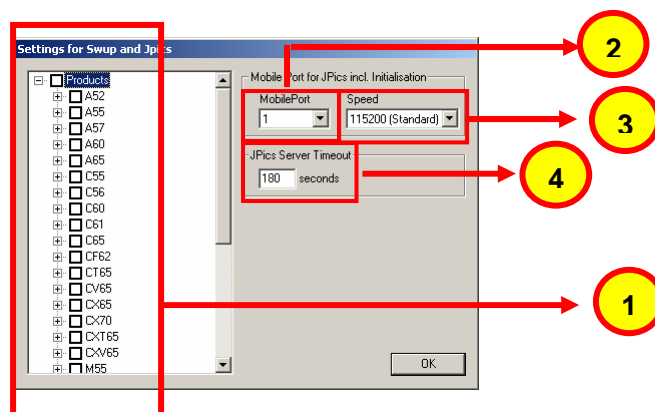 Settings for Swup and Jpics
Products
A52
A55
A57
A60
A65
C55
C56
C60
C61
C65
CF62
CT65
CV65
CX65
CX70
CXT65
CXV65
M55
Mobile Port for JPics incl. Initialisation
MobilePort
Speed
1
115200 (Standard)
JPics Server Timeout
180 seconds
OK
2
3
4
1